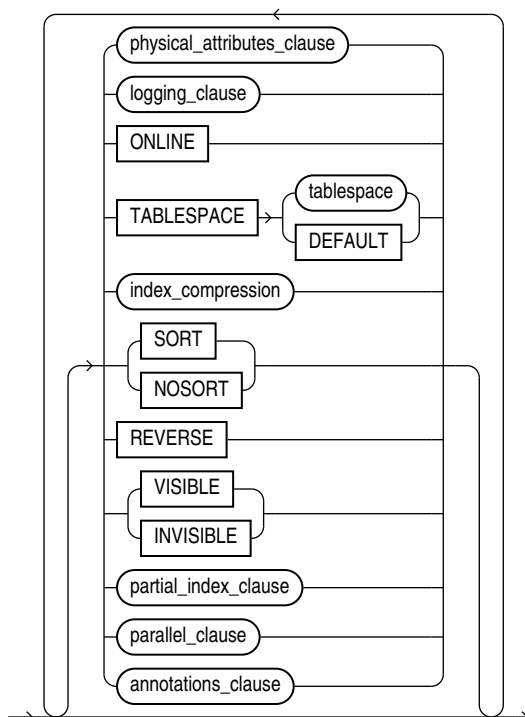 physical_attributes_clause
logging_clause
ONLINE
tablespace
TABLESPACE
DEFAULT
index_compression
SORT
NOSORT
REVERSE
VISIBLE
INVISIBLE
partial_index_clause
parallel_clause
annotations_clause